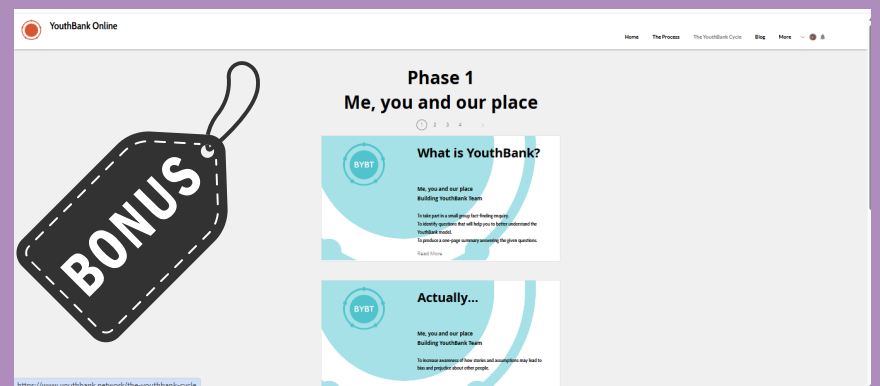 YouthBank Online
Home The Process The YouthBank Cycle Blog More
Phase 1
Me, you and our place
1 2 3 4 ›
BONUS
BYBT
What is YouthBank?
Me, you and our place
Building YouthBank Team
To take part in a small group fact-finding enquiry.
To identify questions that will help you to better understand the
YouthBank model.
To produce a one-page summary answering the given questions.
Read More
BYBT
Actually...
Me, you and our place
Building YouthBank Team
To increase awareness of how stories and assumptions may lead to
bias and prejudice about other people.
https://www.youthbank.network/the-youthbank-cycle